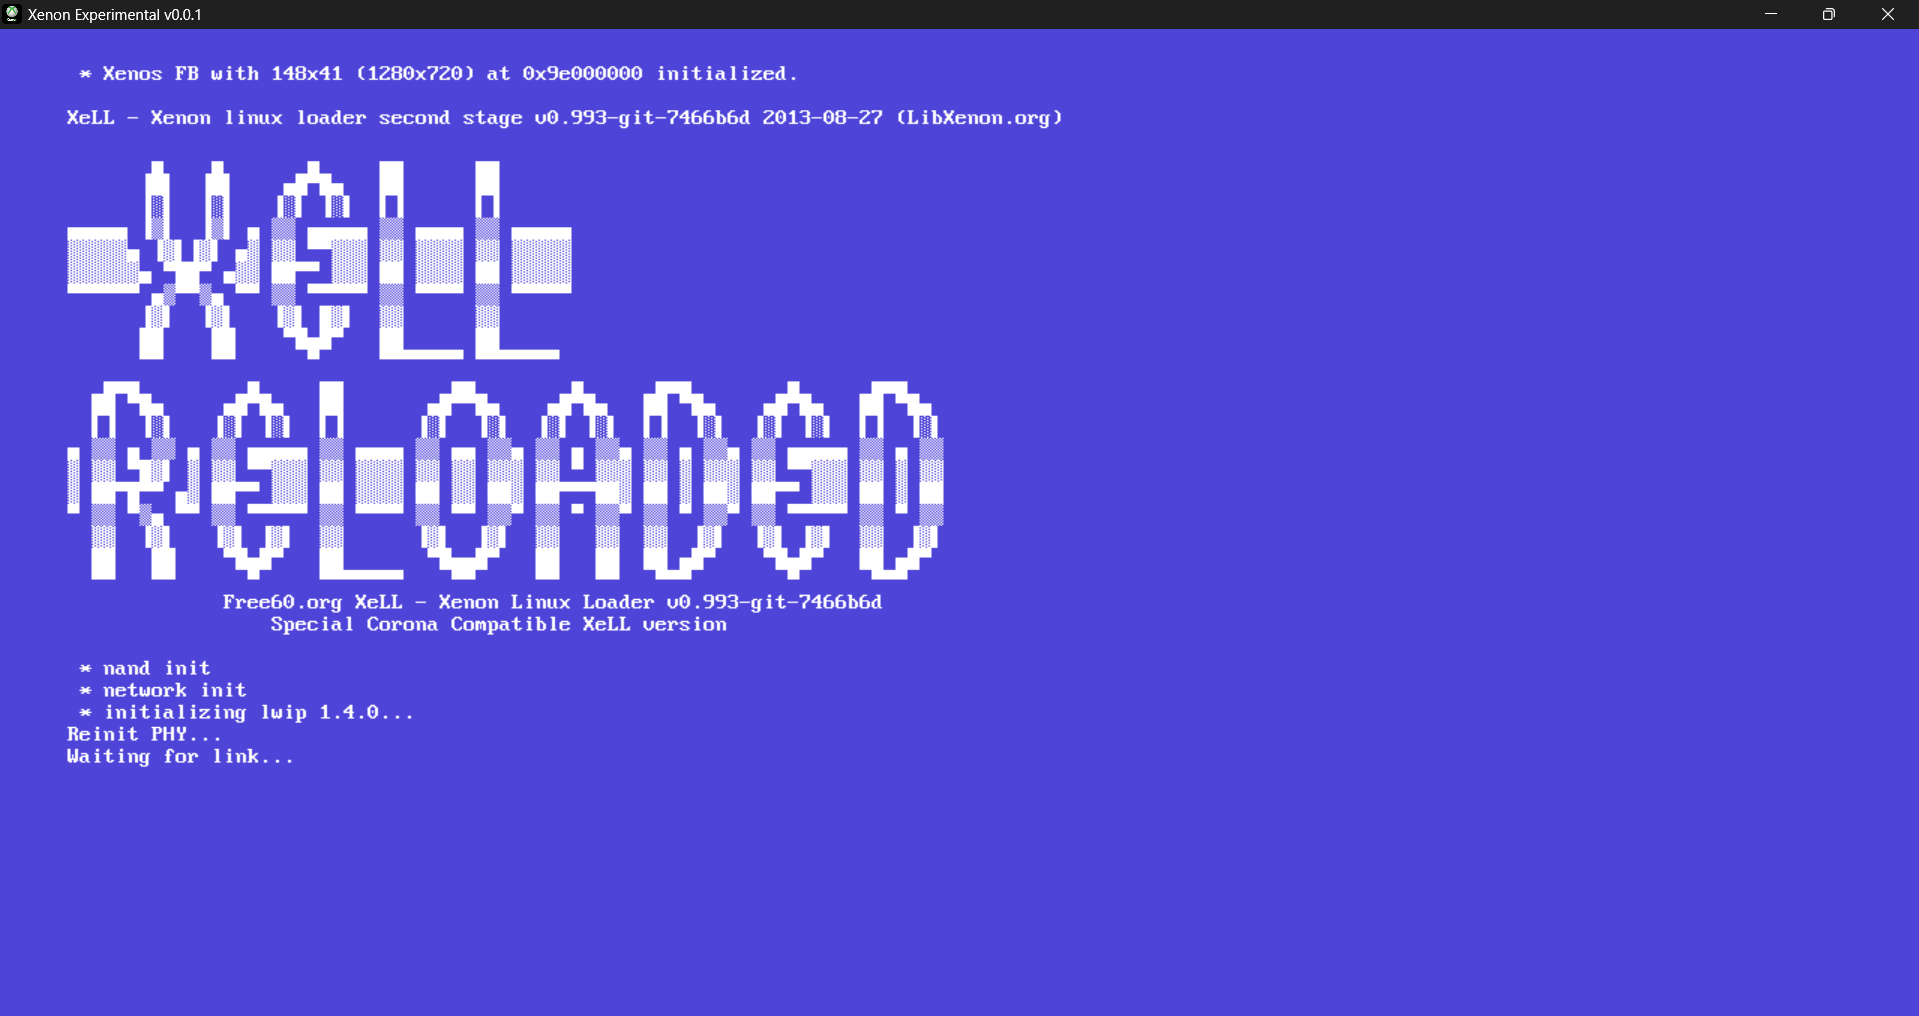 Xenon Experimental v0.0.1
* Xenos FB with 148x41 (1280x720) at 0x9e000000 initialized.
XeLL - Xenon linux loader second stage v0.993-git-7466b6d 2013-08-27 (LibXenon.org)
XeLL
RELOADED
Free60.org XeLL - Xenon Linux Loader v0.993-git-7466b6d
Special Corona Compatible XeLL version
* nand init
* network init
* initializing lwip 1.4.0...
Reinit PHY...
Waiting for link...